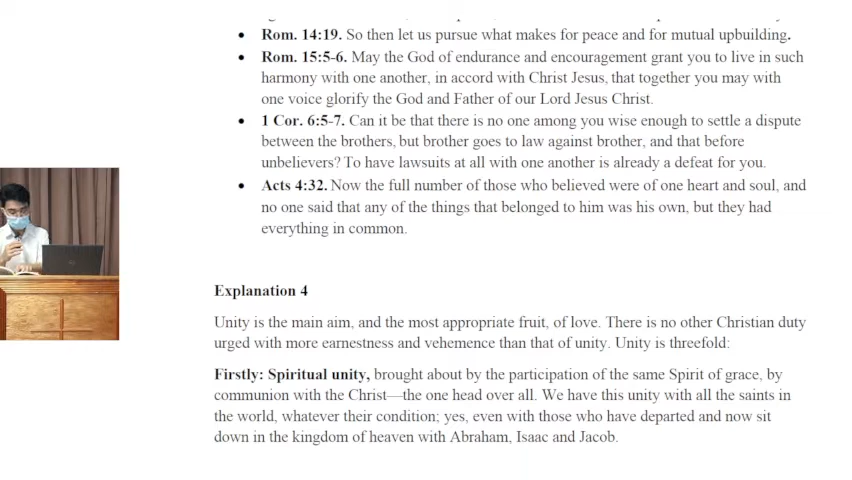 Rom. 14:19. So then let us pursue what makes for peace and for mutual upbuilding.
Rom. 15:5-6. May the God of endurance and encouragement grant you to live in such
harmony with one another, in accord with Christ Jesus, that together you may with
one voice glorify the God and Father of our Lord Jesus Christ.
1 Cor. 6:5-7. Can it be that there is no one among you wise enough to settle a dispute
between the brothers, but brother goes to law against brother, and that before
unbelievers? To have lawsuits at all with one another is already a defeat for you.
Acts 4:32. Now the full number of those who believed were of one heart and soul, and
no one said that any of the things that belonged to him was his own, but they had
everything in common.
Explanation 4
Unity is the main aim, and the most appropriate fruit, of love. There is no other Christian duty
urged with more earnestness and vehemence than that of unity. Unity is threefold:
Firstly: Spiritual unity, brought about by the participation of the same Spirit of grace, by
communion with the Christ—the one head over all. We have this unity with all the saints in
the world, whatever their condition; yes, even with those who have departed and now sit
down in the kingdom of heaven with Abraham, Isaac and Jacob.